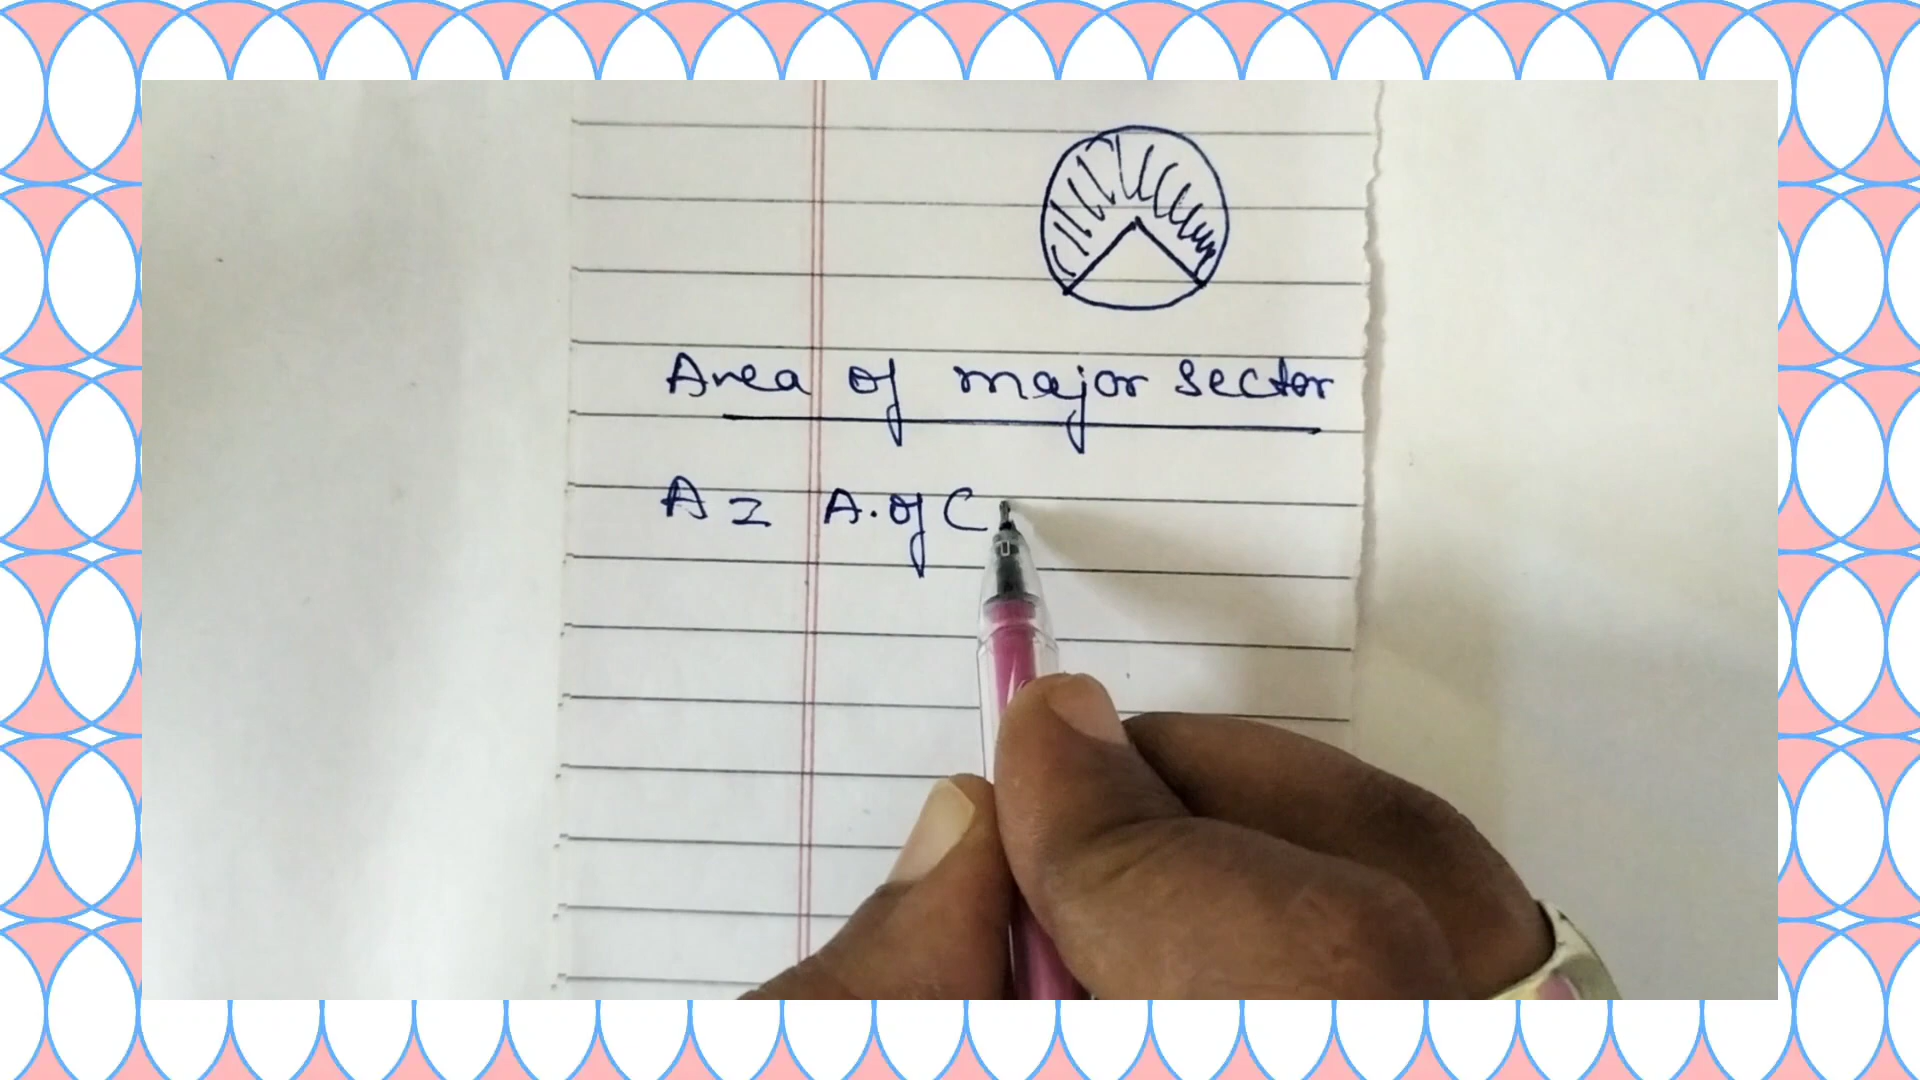 Area of major sector
A = A. of C